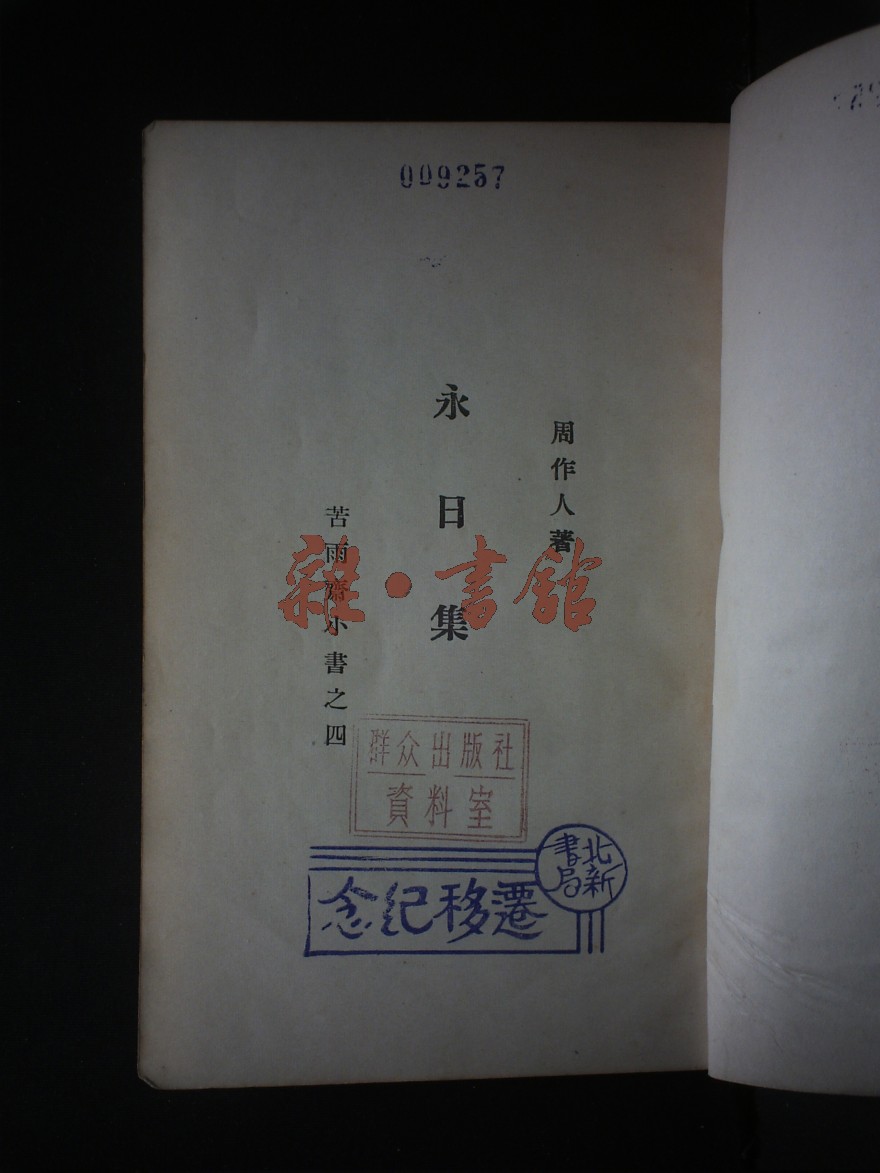 009257
周作人著
永日集
苦雨齋小書之四
雜·書館
群众出版社
資料室
北新書局
遷移紀念